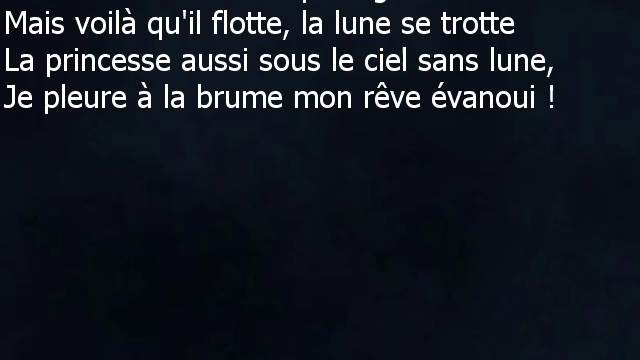 Mais voilà qu'il flotte, la lune se trotte
La princesse aussi sous le ciel sans lune,
Je pleure à la brume mon rêve évanoui !